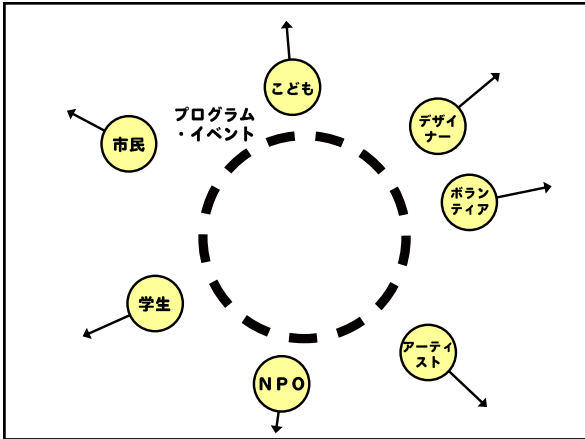 こども
プログラム
・イベント
デザイ
ナー
市民
ボラン
ティア
学生
アーティ
スト
NPO